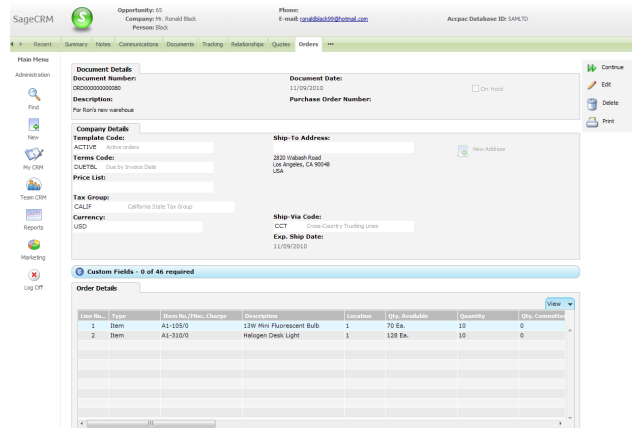 SageCRM
S
Opportunity: 65
Company: Mr. Ronald Black
Person: Black
Phone:
E-mail: ronaldblack99@hotmail.com
Accpac Database ID: SAMLTD
Recent
Summary Notes Communications Documents Tracking Relationships Quotes Orders •••
Main Menu
Administration
Find
New
My CRM
Team CRM
Reports
Marketing
Log Off
Document Details
Document Number:
ORD000000000080
Document Date:
11/09/2010
On Hold
Description:
For Ron's new warehoue
Purchase Order Number:
Continue
Edit
Delete
Print
Company Details
Template Code:
ACTIVE Active orders
Ship-To Address:
New Address
Terms Code:
DUETBL Due by Invoice Date
2820 Wabash Road
Los Angeles, CA 90048
USA
Price List:
Tax Group:
CALIF California State Tax Group
Currency:
USD
Ship-Via Code:
CCT Cross-Country Trucking Lines
Exp. Ship Date:
11/09/2010
Custom Fields - 0 of 46 required
Order Details
View
Line Nu... Type Item No./Misc. Charge Description Location Qty. Available Quantity Qty. Committed
1 Item A1-105/0 13W Mini Fluorescent Bulb 1 70 Ea. 10 0
2 Item A1-310/0 Halogen Desk Light 1 128 Ea. 10 0